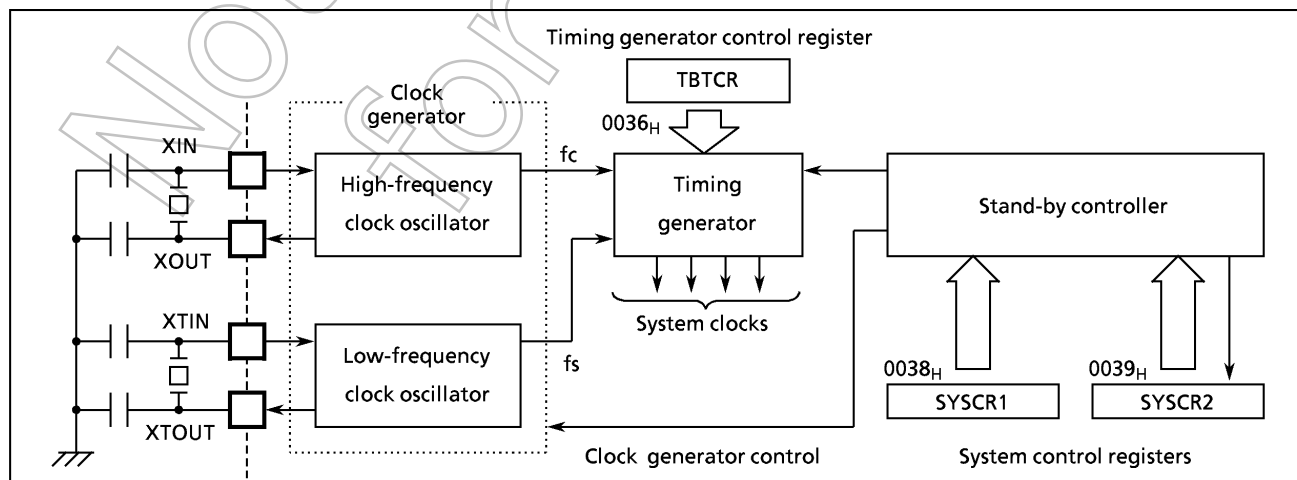 Timing generator control register
TBTCR
Clock
generator
0036H
XIN
fc
High-frequency
clock oscillator
Timing
generator
Stand-by controller
XOUT
System clocks
XTIN
Low-frequency
clock oscillator
fs
0038H
0039H
SYSCR1
SYSCR2
XTOUT
Clock generator control
System control registers
for